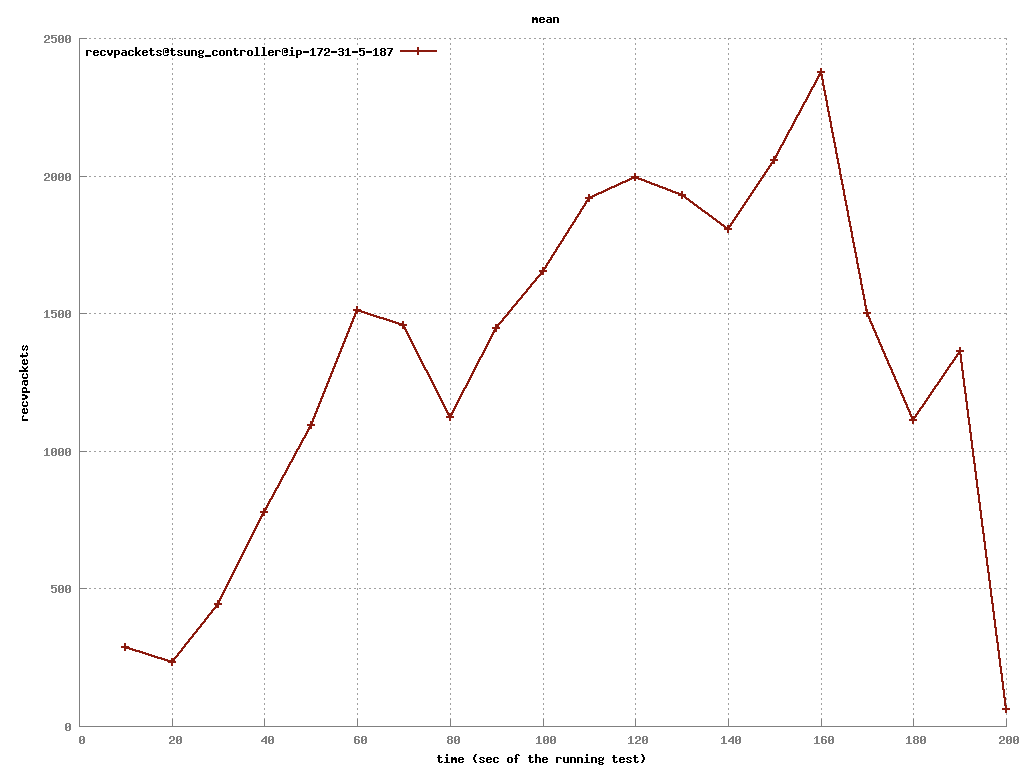 mean
2500
recvpackets@tsung_controller@ip-172-31-5-187
2000
1500
recvpackets
1000
500
0
0 20 40 60 80 100 120 140 160 180 200
time (sec of the running test)